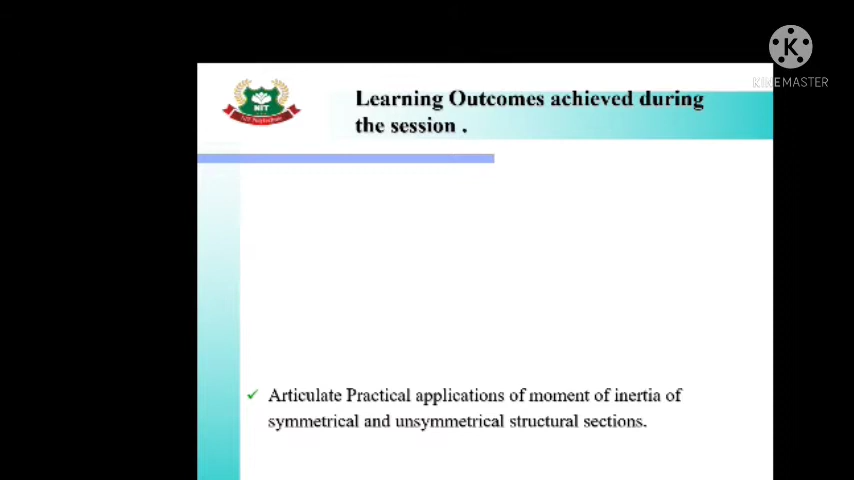 KINEMASTER
NIT
Learning Outcomes achieved during
the session .
Articulate Practical applications of moment of inertia of
symmetrical and unsymmetrical structural sections.